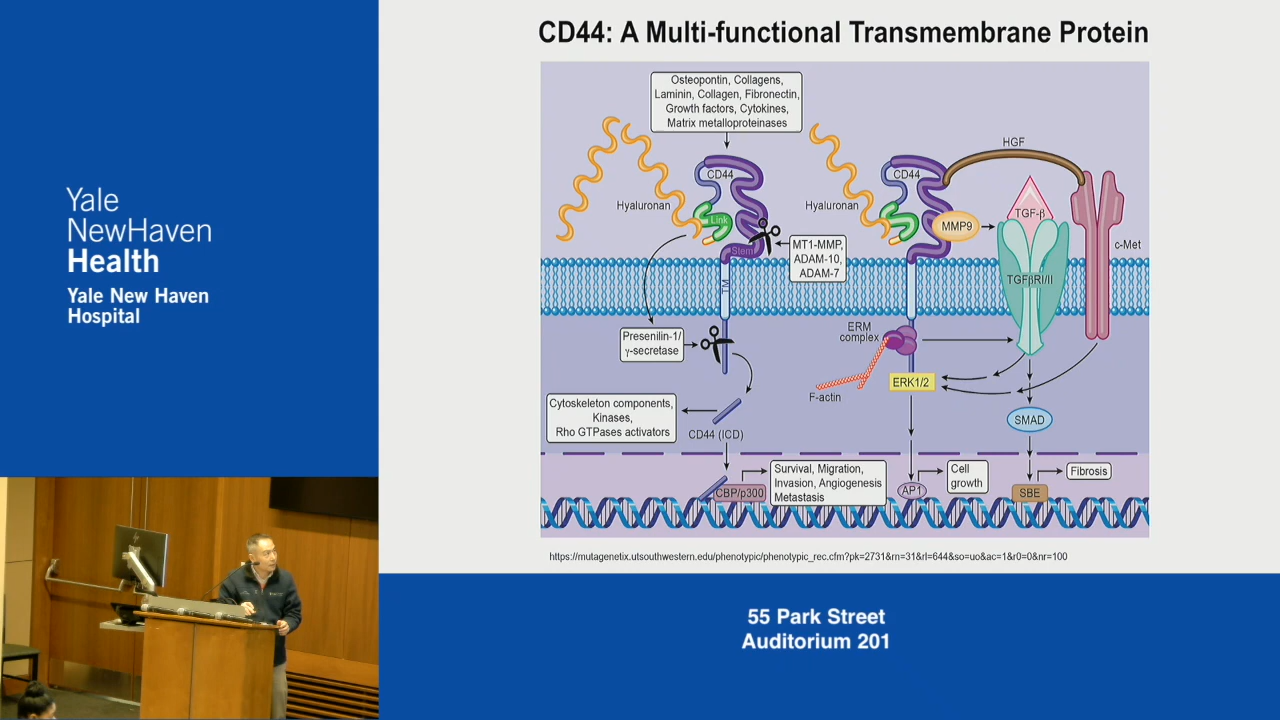 Yale
NewHaven
Health
Yale New Haven
Hospital
CD44: A Multi-functional Transmembrane Protein
Osteopontin, Collagens,
Laminin, Collagen, Fibronectin,
Growth factors, Cytokines,
Matrix metalloproteinases
CD44
Hyaluronan
Link
Stem
MT1-MMP,
ADAM-10,
ADAM-7
TM
Presenilin-1/
γ-secretase
Cytoskeleton components,
Kinases,
Rho GTPases activators
CD44 (ICD)
CBP/p300
Survival, Migration,
Invasion, Angiogenesis
Metastasis
HGF
CD44
Hyaluronan
MMP9
TGF-β
c-Met
TGFβRI/II
ERM
complex
F-actin
ERK1/2
SMAD
AP1
Cell
growth
SBE
Fibrosis
https://mutagenetix.utsouthwestern.edu/phenotypic/phenotypic_rec.cfm?pk=2731&rn=31&rl=644&so=uo&ac=1&r0=0&nr=100
55 Park Street
Auditorium 201